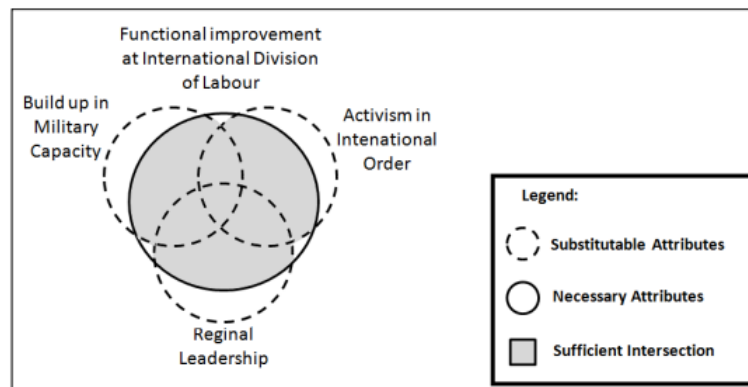 Functional improvement
at International Division
of Labour
Build up in
Military
Capacity
Activism in
Intenational
Order
Reginal
Leadership
Legend:
Substitutable Attributes
Necessary Attributes
Sufficient Intersection